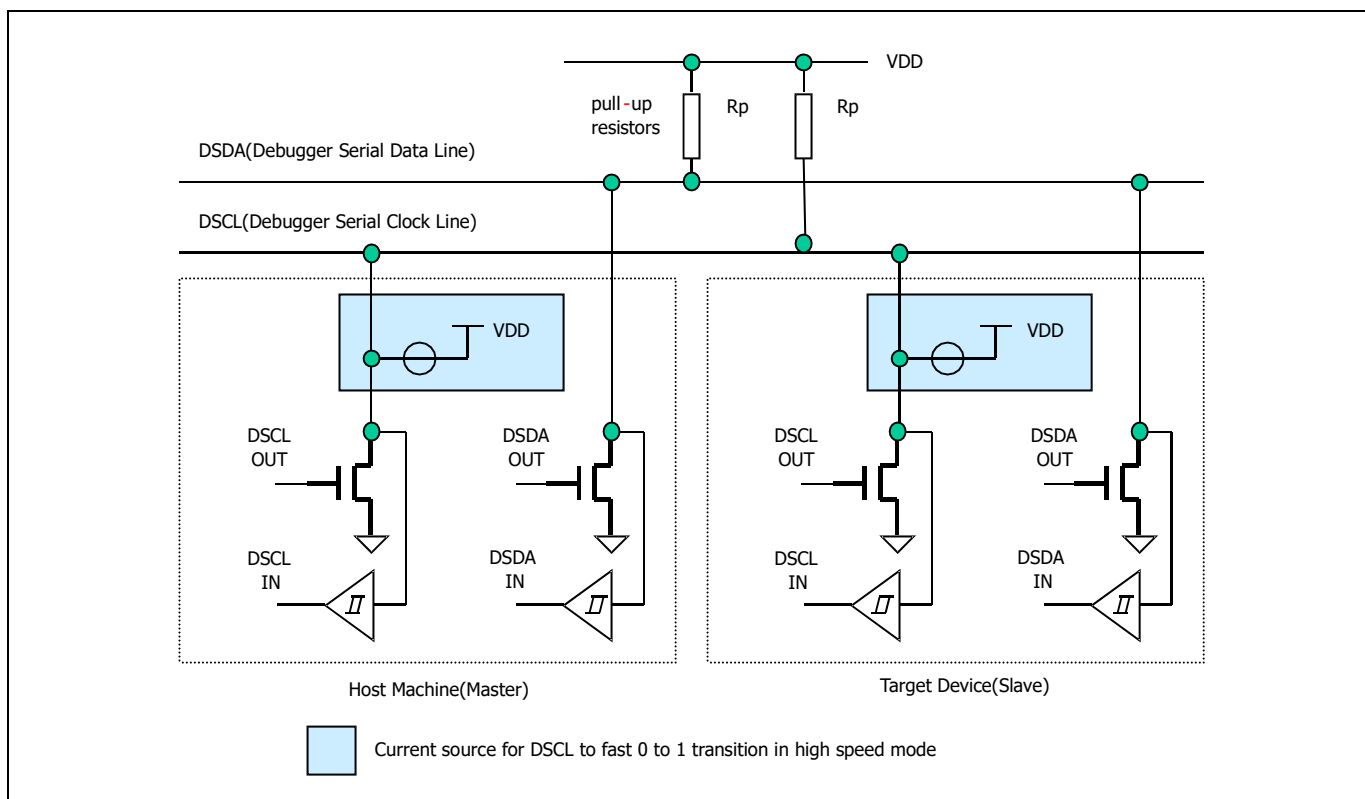 VDD
pull-up
resistors
Rp
Rp
DSDA(Debugger Serial Data Line)
DSCL(Debugger Serial Clock Line)
VDD
VDD
DSCL
OUT
DSDA
OUT
DSCL
OUT
DSDA
OUT
DSCL
IN
DSDA
IN
DSCL
IN
DSDA
IN
Host Machine(Master)
Target Device(Slave)
Current source for DSCL to fast 0 to 1 transition in high speed mode